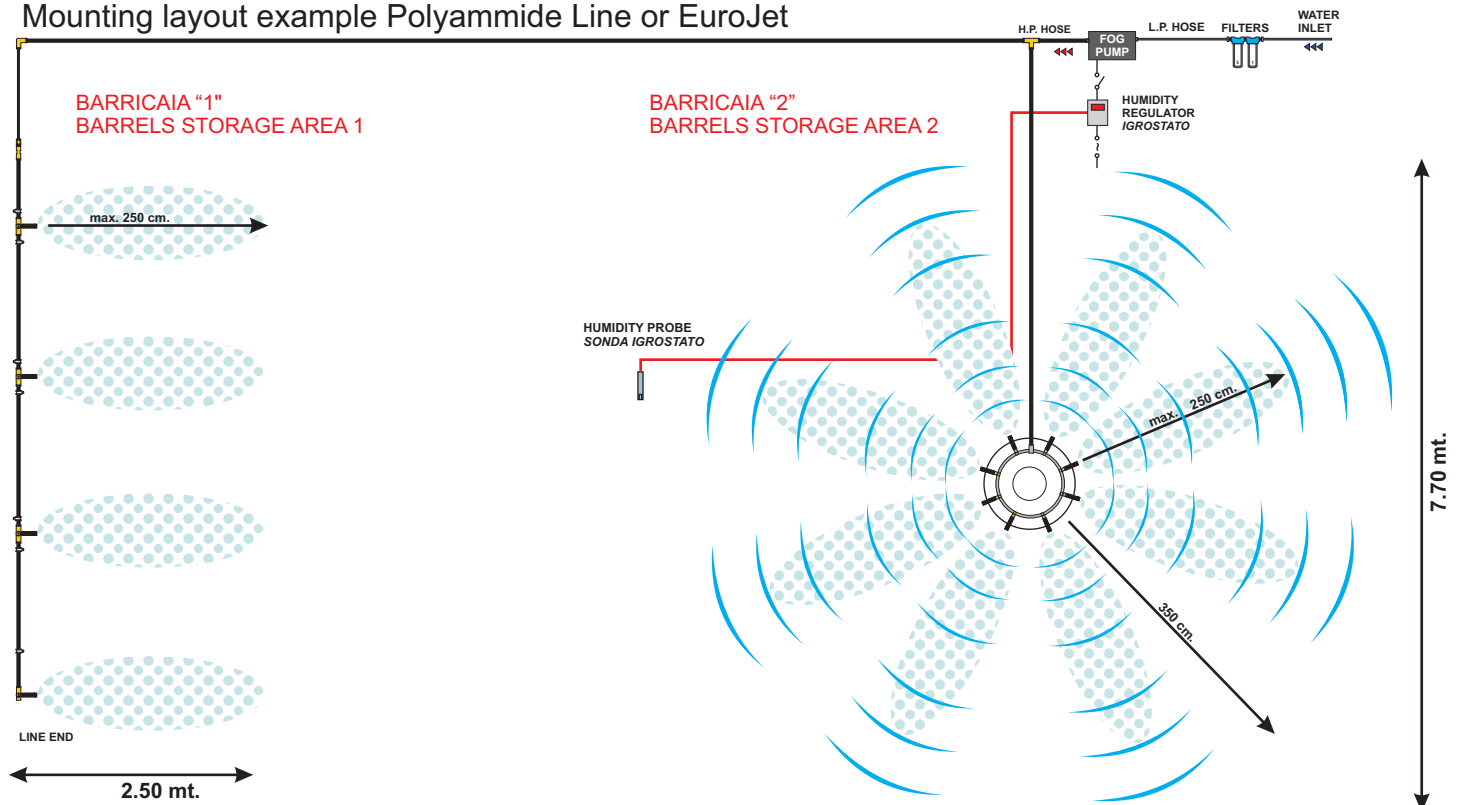 Mounting layout example Polyammide Line or EuroJet
H.P. HOSE
FOG
PUMP
L.P. HOSE
FILTERS
WATER
INLET
BARRICAIA “1"
BARRELS STORAGE AREA 1
BARRICAIA “2”
BARRELS STORAGE AREA 2
HUMIDITY
REGULATOR
IGROSTATO
max. 250 cm.
HUMIDITY PROBE
SONDA IGROSTATO
max. 250 cm.
350 cm.
7.70 mt.
LINE END
2.50 mt.